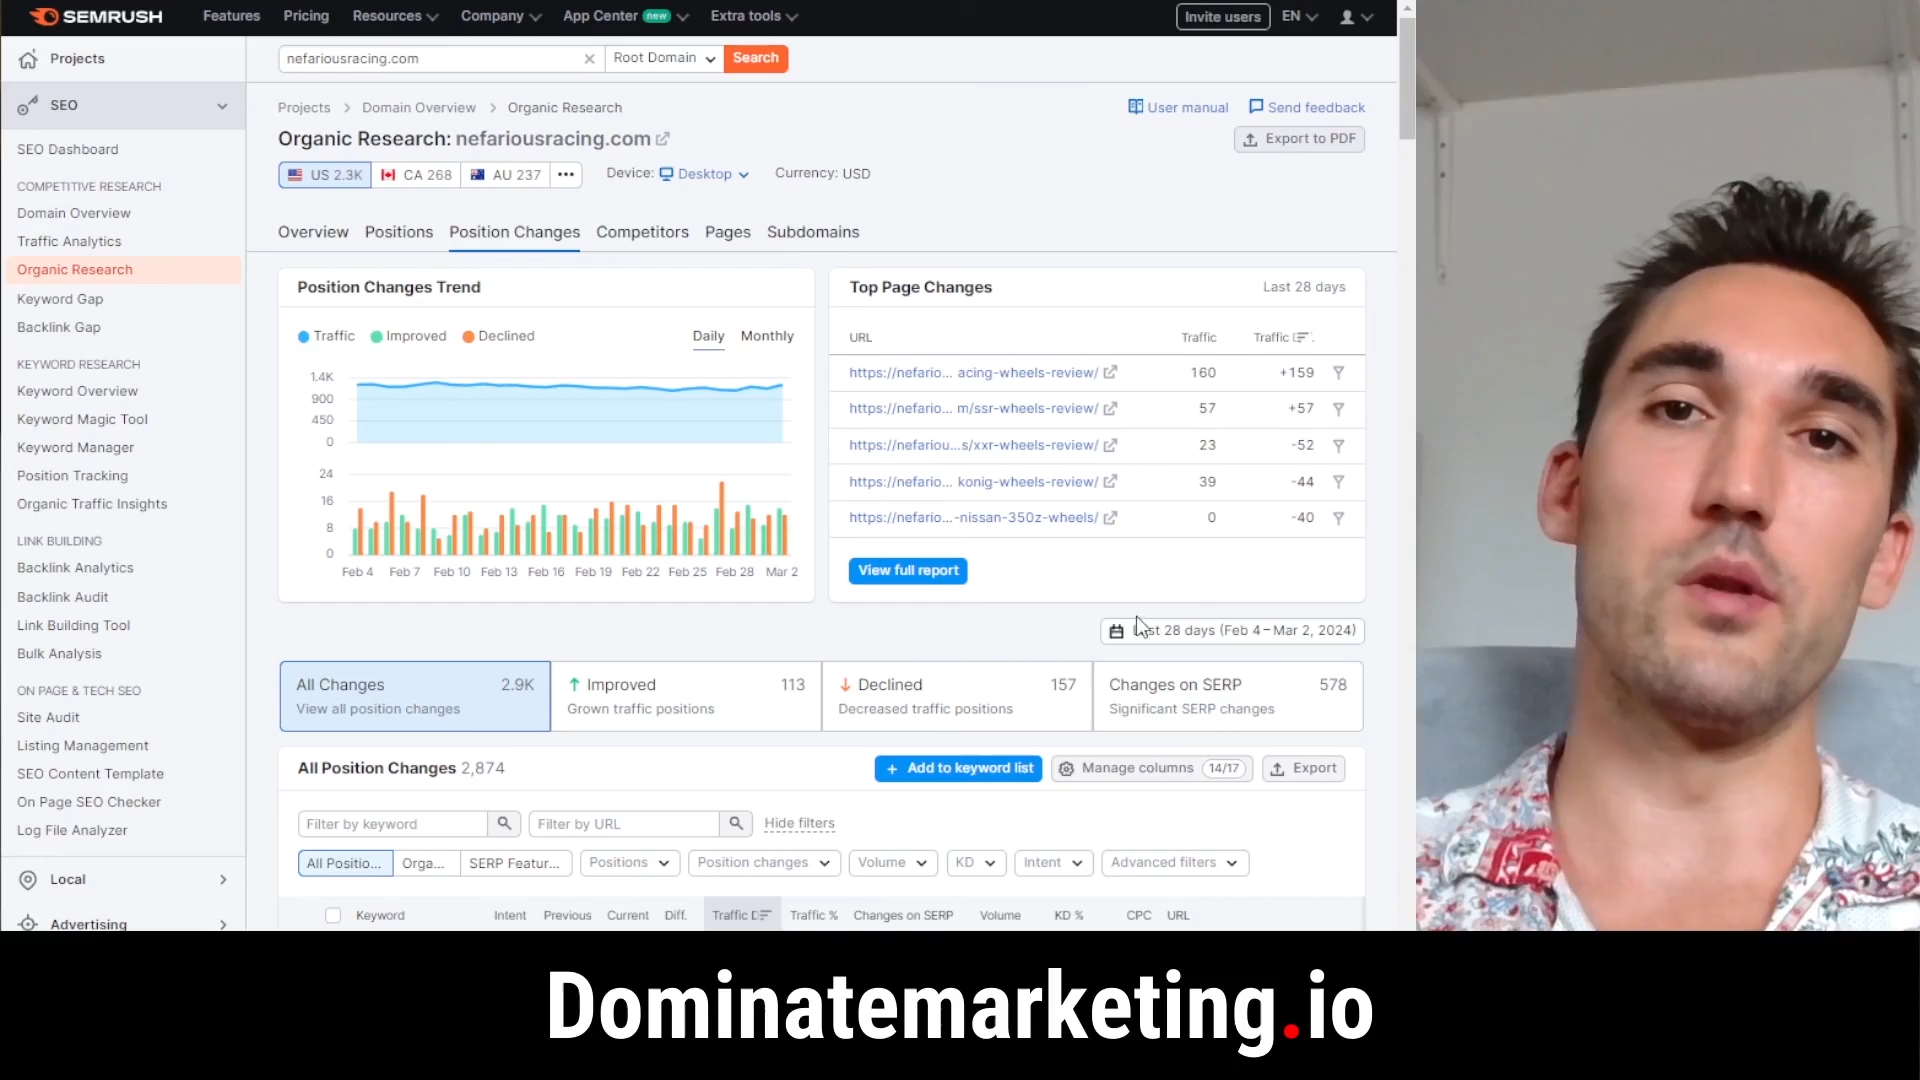 SEMRUSH Features Pricing Resources Company App Center new Extra tools Invite users EN
Projects nefariousracing.com Root Domain Search
SEO
Projects Domain Overview Organic Research User manual Send feedback
Organic Research: nefariousracing.com Export to PDF
US 2.3K CA 268 AU 237 ••• Device: Desktop Currency: USD
Overview Positions Position Changes Competitors Pages Subdomains
SEO Dashboard
COMPETITIVE RESEARCH
Domain Overview
Traffic Analytics
Organic Research
Keyword Gap
Backlink Gap
KEYWORD RESEARCH
Keyword Overview
Keyword Magic Tool
Keyword Manager
Position Tracking
Organic Traffic Insights
LINK BUILDING
Backlink Analytics
Backlink Audit
Link Building Tool
Bulk Analysis
ON PAGE & TECH SEO
Site Audit
Listing Management
SEO Content Template
On Page SEO Checker
Log File Analyzer
Local
Advertising
Position Changes Trend
Traffic Improved Declined Daily Monthly
1.4K
900
450
0
24
16
8
0
Feb 4 Feb 7 Feb 10 Feb 13 Feb 16 Feb 19 Feb 22 Feb 25 Feb 28 Mar 2
Top Page Changes Last 28 days
URL Traffic Traffic
https://nefario... acing-wheels-review/ 160 +159
https://nefario... m/ssr-wheels-review/ 57 +57
https://nefariou...s/xxr-wheels-review/ 23 -52
https://nefario... konig-wheels-review/ 39 -44
https://nefario...-nissan-350z-wheels/ 0 -40
View full report
28 days (Feb 4 – Mar 2, 2024)
All Changes 2.9K
View all position changes
Improved 113
Grown traffic positions
Declined 157
Decreased traffic positions
Changes on SERP 578
Significant SERP changes
All Position Changes 2,874 + Add to keyword list Manage columns 14/17 Export
Filter by keyword Filter by URL Hide filters
All Positio... Orga... SERP Featur... Positions Position changes Volume KD Intent Advanced filters
Keyword Intent Previous Current Diff. Traffic Traffic % Changes on SERP Volume KD % CPC URL
Dominatemarketing.io